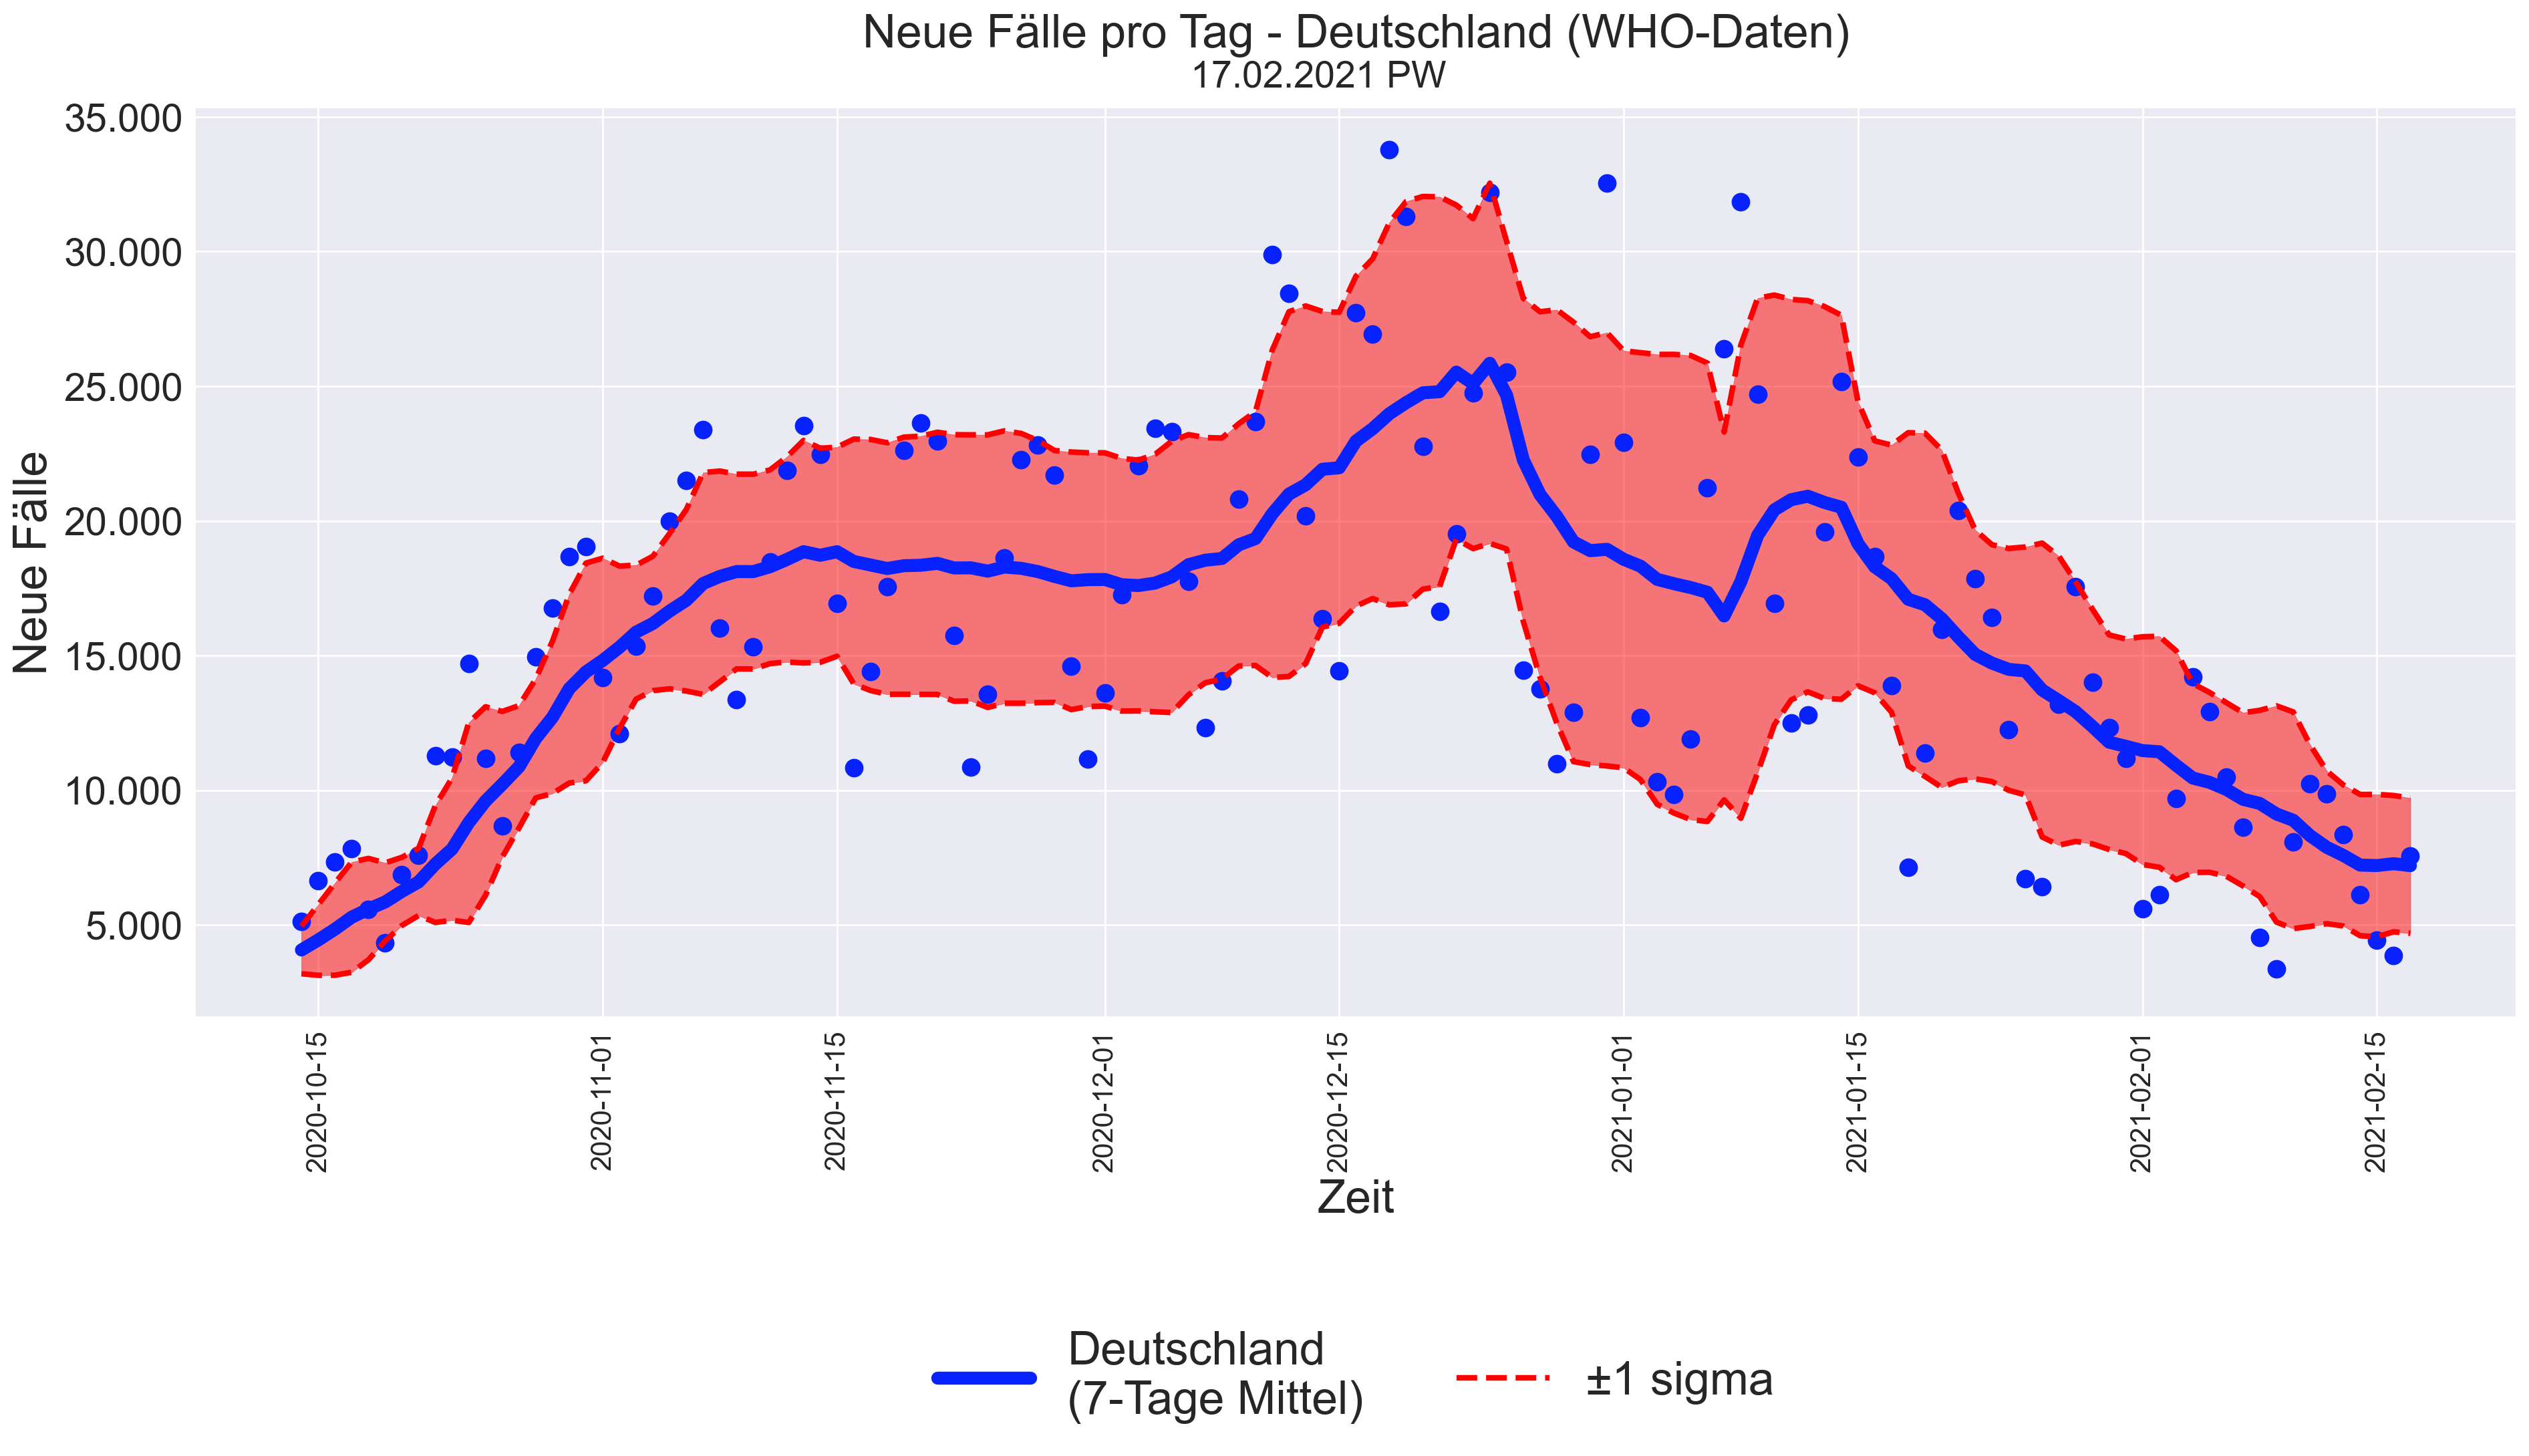 Neue Fälle pro Tag - Deutschland (WHO-Daten)
17.02.2021 PW
Neue Fälle
35.000
30.000
25.000
20.000
15.000
10.000
5.000
2020-10-15
2020-11-01
2020-11-15
2020-12-01
2020-12-15
2021-01-01
2021-01-15
2021-02-01
2021-02-15
Zeit
Deutschland
(7-Tage Mittel)
±1 sigma